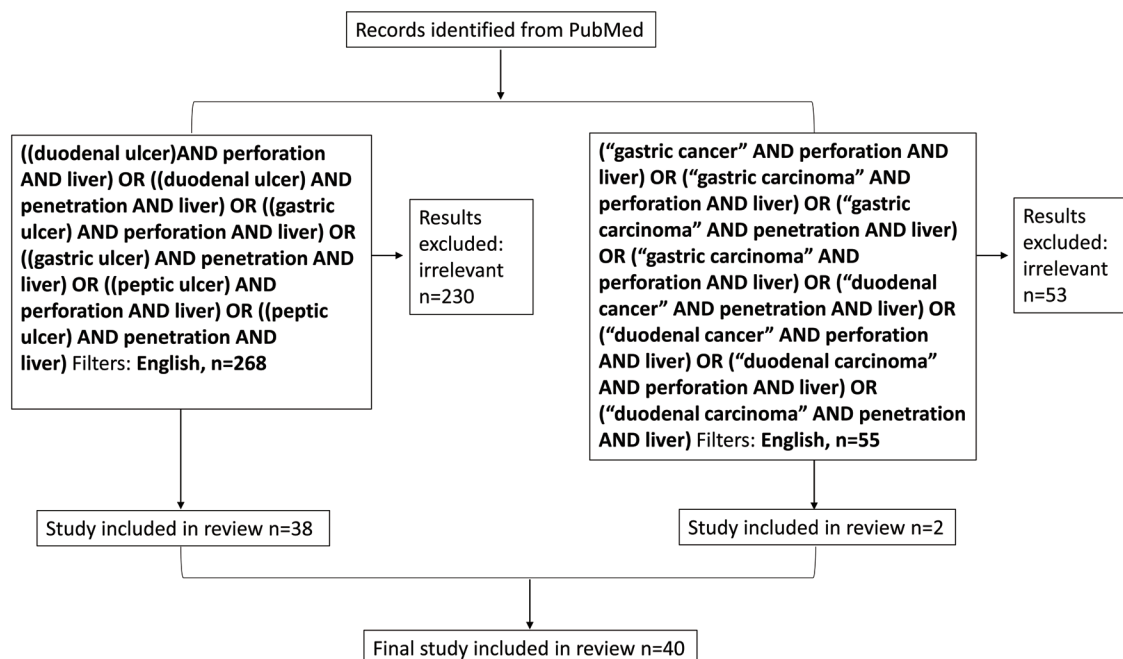 Records identified from PubMed
((duodenal ulcer)AND perforation
AND liver) OR ((duodenal ulcer) AND
penetration AND liver) OR ((gastric
ulcer) AND perforation AND liver) OR
((gastric ulcer) AND penetration AND
liver) OR ((peptic ulcer) AND
perforation AND liver) OR ((peptic
ulcer) AND penetration AND
liver) Filters: English, n=268
Results
excluded:
irrelevant
n=230
(“gastric cancer” AND perforation AND
liver) OR (“gastric carcinoma” AND
perforation AND liver) OR (“gastric
carcinoma” AND penetration AND liver)
OR (“gastric carcinoma” AND
perforation AND liver) OR (“duodenal
cancer” AND penetration AND liver) OR
(“duodenal cancer” AND perforation
AND liver) OR (“duodenal carcinoma”
AND perforation AND liver) OR
(“duodenal carcinoma” AND penetration
AND liver) Filters: English, n=55
Results
excluded:
irrelevant
n=53
Study included in review n=38
Study included in review n=2
Final study included in review n=40